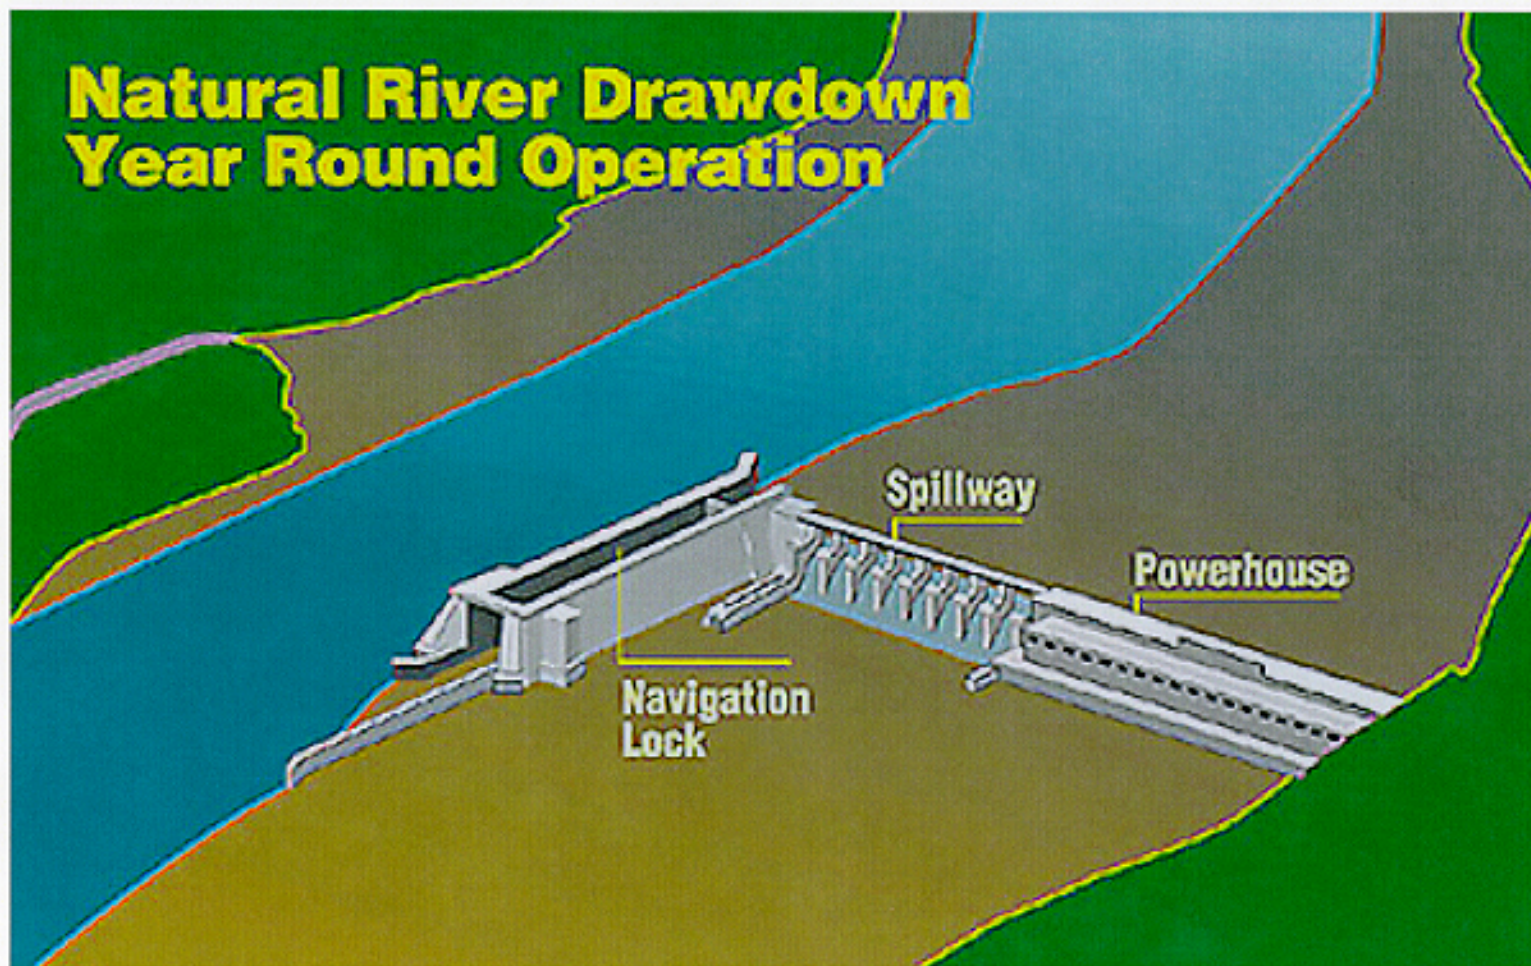 Natural River Drawdown
Year Round Operation
Spillway
Powerhouse
Navigation
Lock